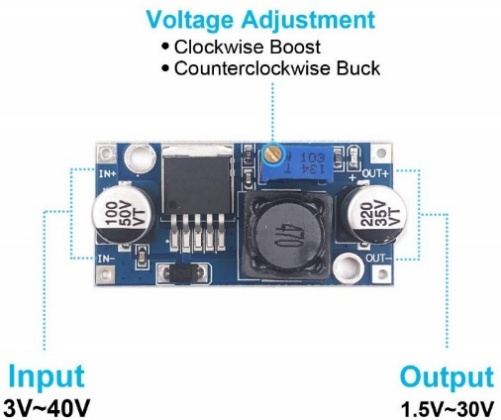 Voltage Adjustment
• Clockwise Boost
• Counterclockwise Buck
IN+
OUT+
+
100
50V
VT
470
220
35V
VT
IN-
OUT-
Input
3V~40V
Output
1.5V~30V